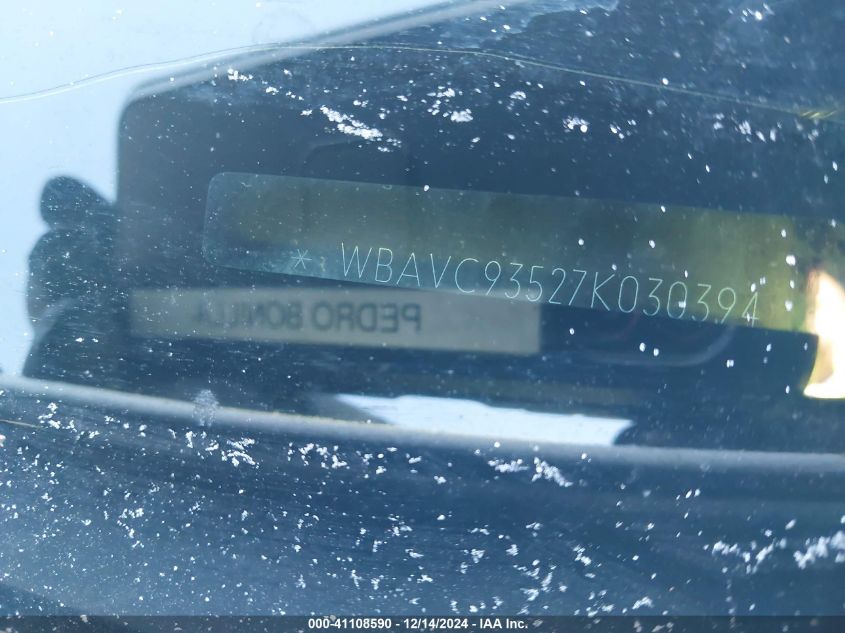 * WBAVC93527K030394
PEDRO BONILLA
000-41108590 - 12/14/2024 - IAA Inc.